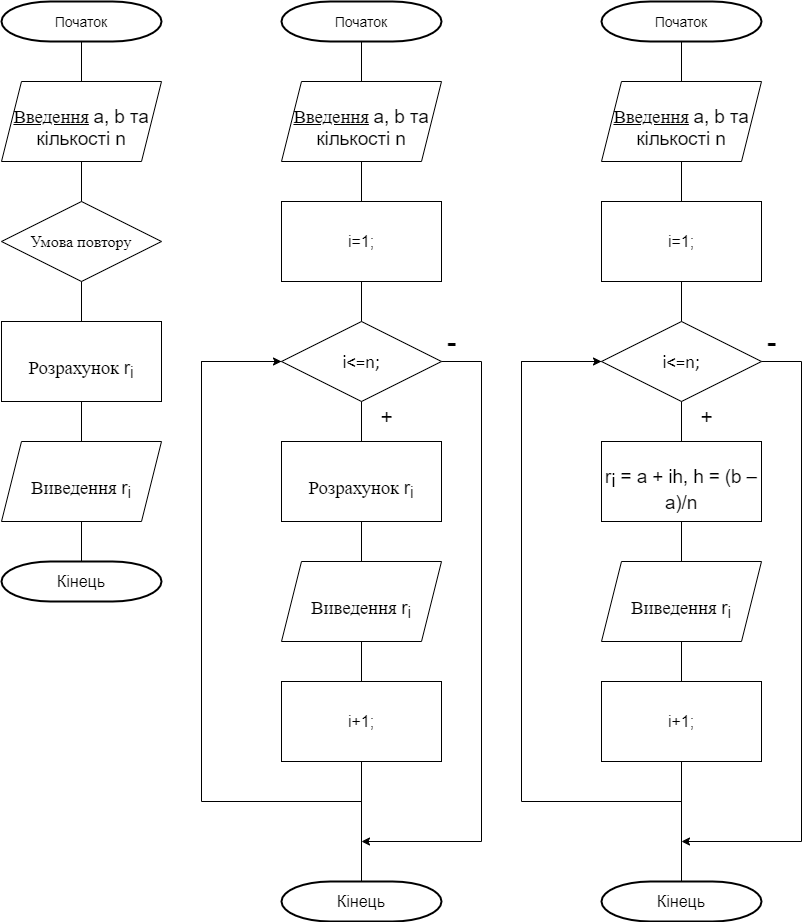 Початок
Введення a, b та
кількості n
Умова повтору
Розрахунок ri
Виведення ri
Кінець
Початок
Введення a, b та
кількості n
i=1;
i<=n;
-
+
Розрахунок ri
Виведення ri
i+1;
Кінець
Початок
Введення a, b та
кількості n
i=1;
i<=n;
-
+
ri = a + ih, h = (b –
a)/n
Виведення ri
i+1;
Кінець